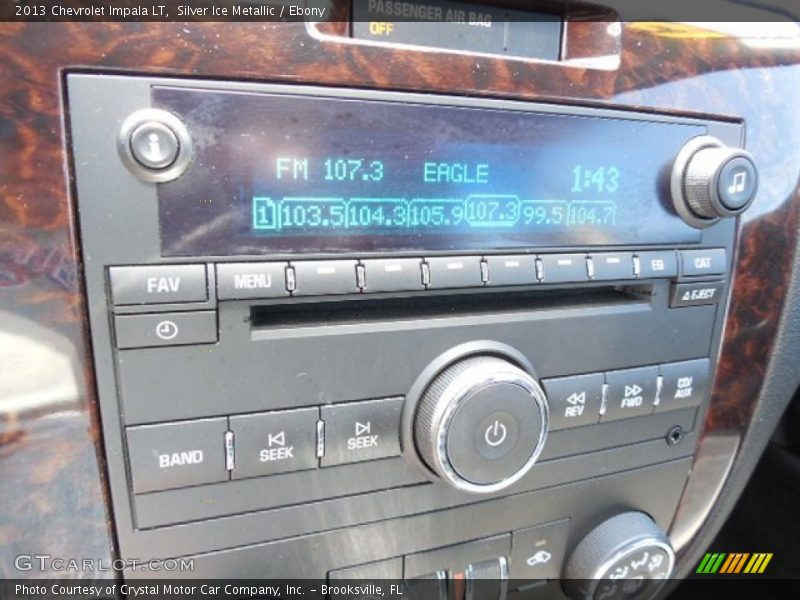 2013 Chevrolet Impala LT,  Silver Ice Metallic / Ebony
PASSENGER AIR BAG
OFF
FM 107.3 EAGLE 1:43
1 103.5 104.3 105.9 107.3 99.5 104.7
FAV MENU EQ CAT
EJECT
BAND SEEK SEEK REV FWD CD/ AUX
GTCARLOT.COM
Photo Courtesy of Crystal Motor Car Company, Inc. – Brooksville, FL